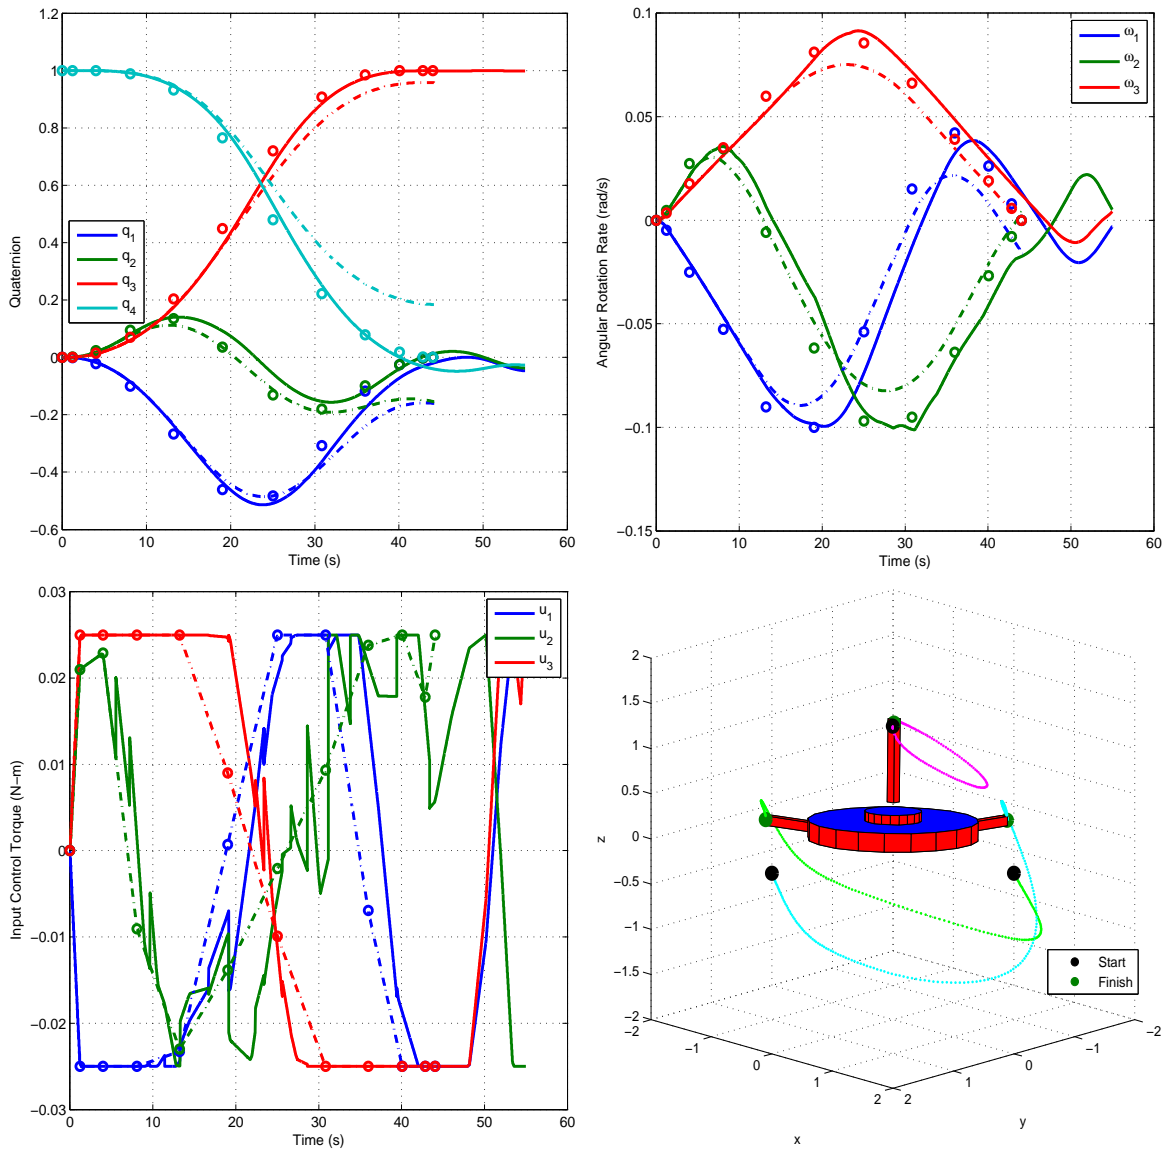 1.2
1
0.8
0.6
0.4
0.2
0
−0.2
−0.4
−0.6
Quaternion
q1
q2
q3
q4
0 10 20 30 40 50 60
Time (s)
0.1
0.05
0
−0.05
−0.1
−0.15
Angular Rotation Rate (rad/s)
ω1
ω2
ω3
0 10 20 30 40 50 60
Time (s)
0.03
0.02
0.01
0
−0.01
−0.02
−0.03
Input Control Torque (N−m)
u1
u2
u3
0 10 20 30 40 50 60
Time (s)
2
1.5
1
0.5
0
−0.5
−1
−1.5
−2
z
−2
−1
0
1
2
x
−2
−1
0
1
2
y
Start
Finish